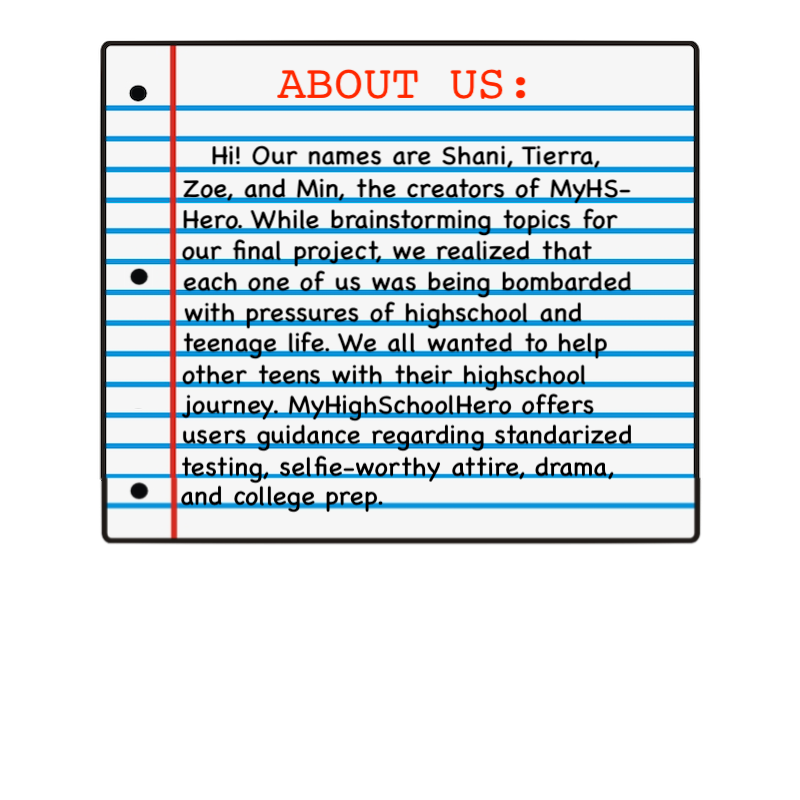 ABOUT US:
Hi! Our names are Shani, Tierra,
Zoe, and Min, the creators of MyHS-
Hero. While brainstorming topics for
our final project, we realized that
each one of us was being bombarded
with pressures of highschool and
teenage life. We all wanted to help
other teens with their highschool
journey. MyHighSchoolHero offers
users guidance regarding standarized
testing, selfie-worthy attire, drama,
and college prep.